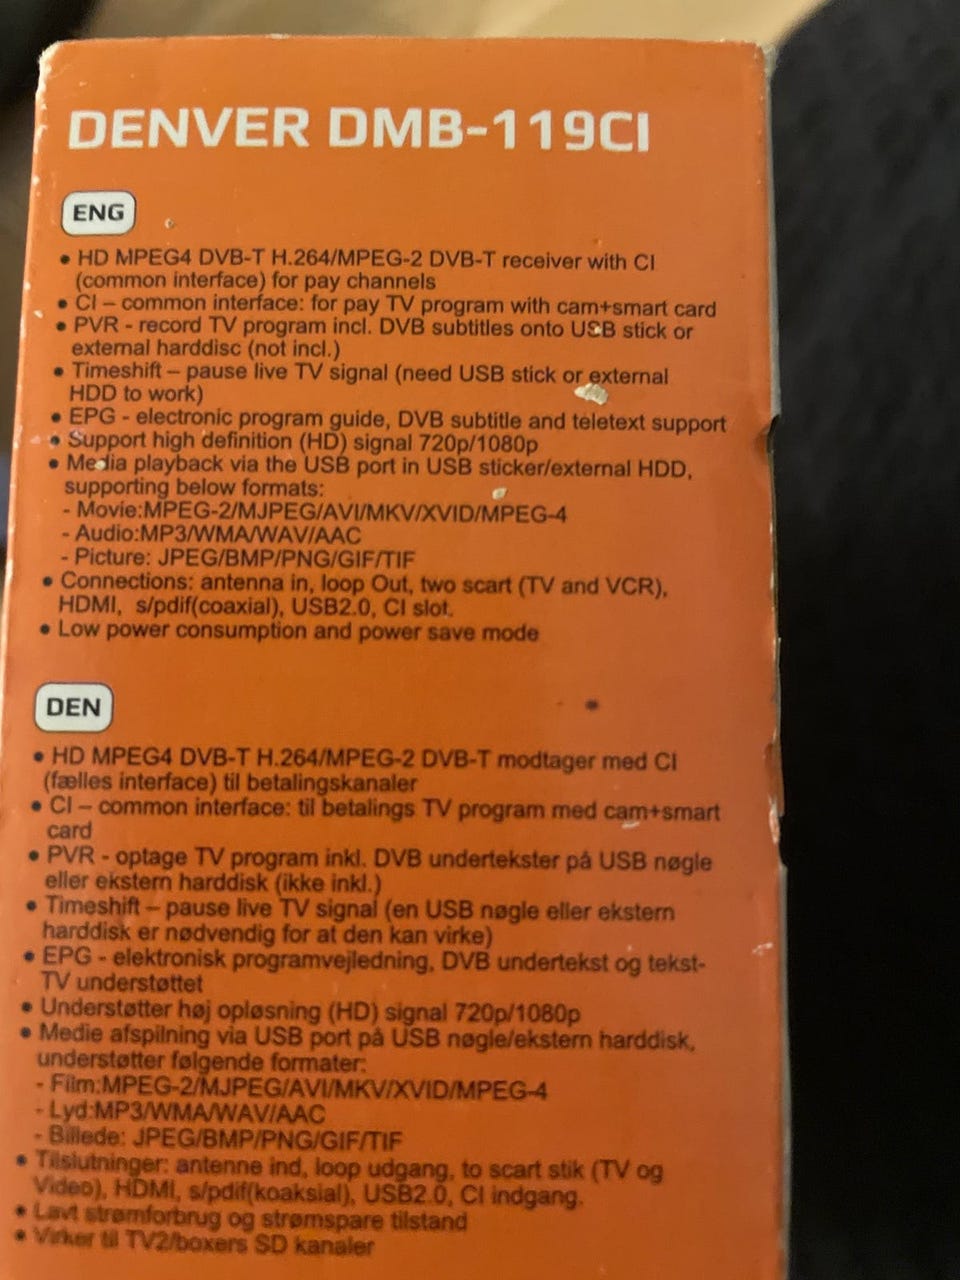 DENVER DMB-119CI
ENG
• HD MPEG4 DVB-T H.264/MPEG-2 DVB-T receiver with CI
(common interface) for pay channels
• CI – common interface: for pay TV program with cam+smart card
• PVR - record TV program incl. DVB subtitles onto USB stick or
external harddisc (not incl.)
• Timeshift – pause live TV signal (need USB stick or external
HDD to work)
• EPG - electronic program guide, DVB subtitle and teletext support
• Support high definition (HD) signal 720p/1080p
• Media playback via the USB port in USB sticker/external HDD,
supporting below formats:
- Movie:MPEG-2/MJPEG/AVI/MKV/XVID/MPEG-4
- Audio:MP3/WMA/WAV/AAC
- Picture: JPEG/BMP/PNG/GIF/TIF
• Connections: antenna in, loop Out, two scart (TV and VCR),
HDMI, s/pdif(coaxial), USB2.0, CI slot.
• Low power consumption and power save mode
DEN
• HD MPEG4 DVB-T H.264/MPEG-2 DVB-T modtager med CI
(fælles interface) til betalingskanaler
• CI – common interface: til betalings TV program med cam+smart
card
• PVR - optage TV program inkl. DVB undertekster på USB nøgle
eller ekstern harddisk (ikke inkl.)
• Timeshift – pause live TV signal (en USB nøgle eller ekstern
harddisk er nødvendig for at den kan virke)
• EPG - elektronisk programvejledning, DVB undertekst og tekst-
TV understøttet
• Understøtter høj opløsning (HD) signal 720p/1080p
• Medie afspilning via USB port på USB nøgle/ekstern harddisk,
understøtter følgende formater:
- Film:MPEG-2/MJPEG/AVI/MKV/XVID/MPEG-4
- Lyd:MP3/WMA/WAV/AAC
- Billede: JPEG/BMP/PNG/GIF/TIF
• Tilslutninger: antenne ind, loop udgang, to scart stik (TV og
Video), HDMI, s/pdif(koaksial), USB2.0, CI indgang.
• Lavt strømforbrug og strømspare tilstand
• Virker til TV2/boxers SD kanaler